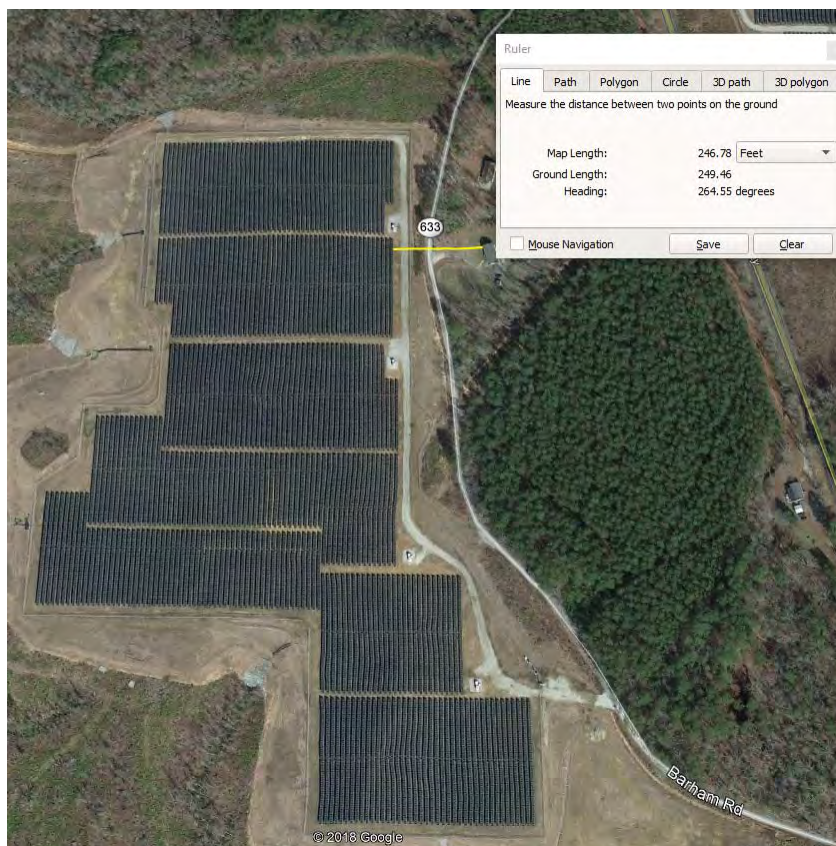 Ruler
Line Path Polygon Circle 3D path 3D polygon
Measure the distance between two points on the ground
Map Length: 246.78 Feet
Ground Length: 249.46
Heading: 264.55 degrees
Mouse Navigation Save Clear
633
Barham Rd
© 2018 Google